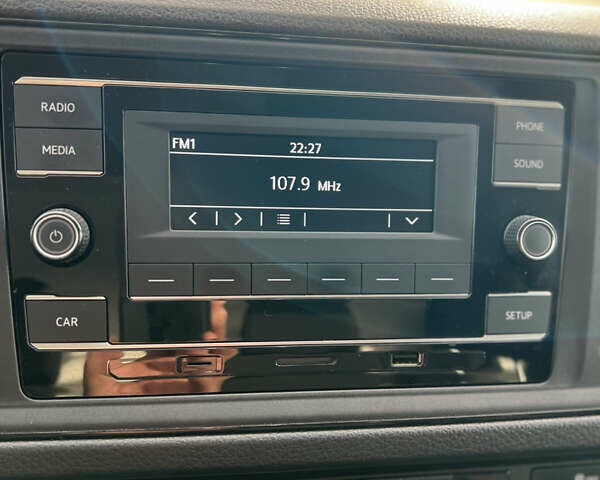 RADIO
MEDIA
FM1 22:27
107.9 MHz
PHONE
SOUND
CAR
SETUP